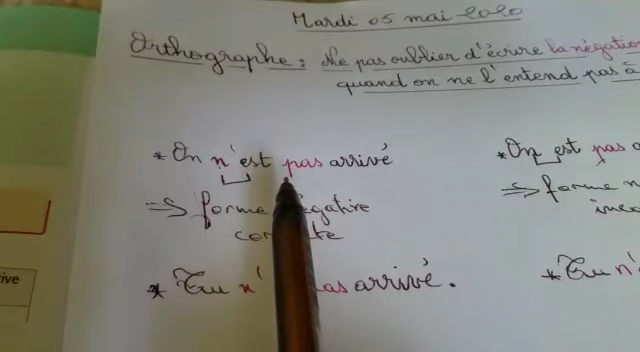 Mardi 05 mai 2020
Orthographe : Ne pas oublier d'écrire la négation
quand on ne l'entend pas à
* On n'est pas arrivé
⇒ forme négative
* On est pas
⇒ forme
* Tu n' pas arrivé.
* Tu n'
ive